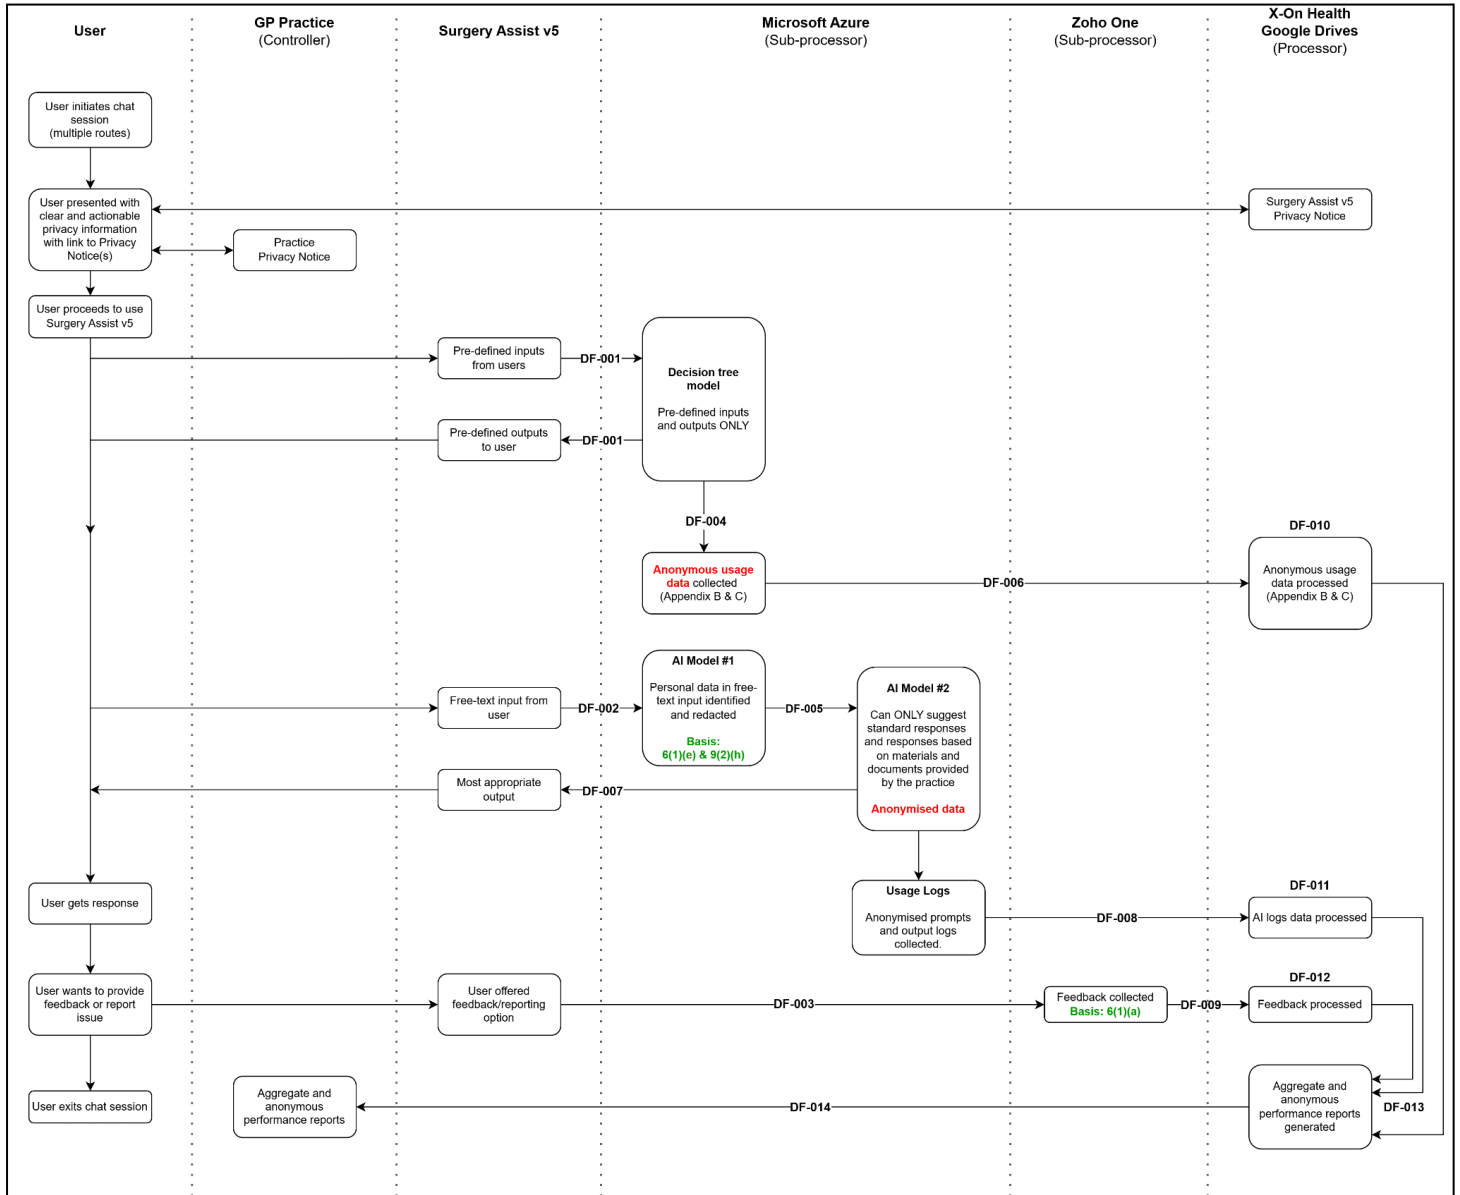 User
GP Practice
(Controller)
Surgery Assist v5
Microsoft Azure
(Sub-processor)
Zoho One
(Sub-processor)
X-On Health
Google Drives
(Processor)
User initiates chat
session
(multiple routes)
User presented with
clear and actionable
privacy information
with link to Privacy
Notice(s)
Surgery Assist v5
Privacy Notice
Practice
Privacy Notice
User proceeds to use
Surgery Assist v5
Pre-defined inputs
from users
DF-001
Decision tree
model
Pre-defined inputs
and outputs ONLY
Pre-defined outputs
to user
DF-001
DF-004
Anonymous usage
data collected
(Appendix B & C)
DF-006
DF-010
Anonymous usage
data processed
(Appendix B & C)
Free-text input from
user
DF-002
AI Model #1
Personal data in free-
text input identified
and redacted
Basis:
6(1)(e) & 9(2)(h)
DF-005
AI Model #2
Can ONLY suggest
standard responses
and responses based
on materials and
documents provided
by the practice
Anonymised data
Most appropriate
output
DF-007
User gets response
Usage Logs
Anonymised prompts
and output logs
collected.
DF-008
DF-011
AI logs data processed
User wants to provide
feedback or report
issue
User offered
feedback/reporting
option
DF-003
Feedback collected
Basis: 6(1)(a)
DF-009
DF-012
Feedback processed
User exits chat session
Aggregate and
anonymous
performance reports
DF-014
Aggregate and
anonymous
performance reports
generated
DF-013